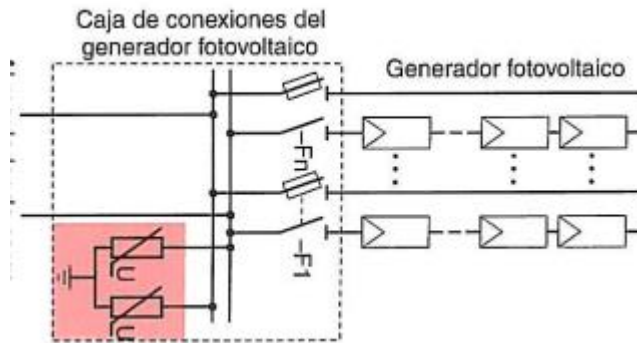 Caja de conexiones del
generador fotovoltaico
Generador fotovoltaico
-Fn
-F1
U
U